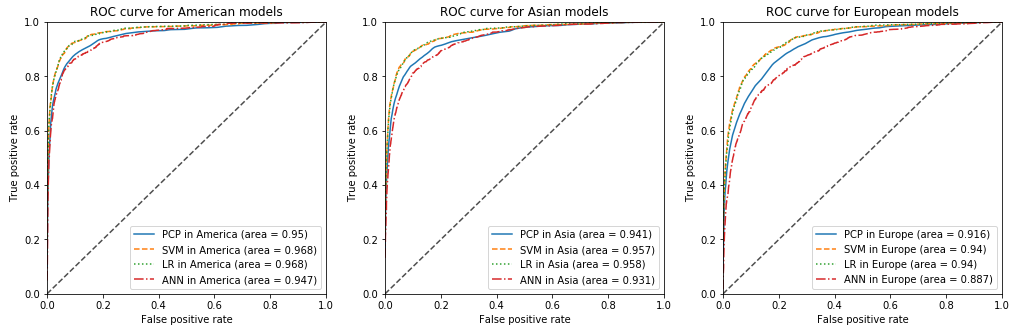 ROC curve for American models
1.0
0.8
0.6
0.4
0.2
0.0
True positive rate
PCP in America (area = 0.95)
SVM in America (area = 0.968)
LR in America (area = 0.968)
ANN in America (area = 0.947)
0.0 0.2 0.4 0.6 0.8 1.0
False positive rate
ROC curve for Asian models
1.0
0.8
0.6
0.4
0.2
0.0
True positive rate
PCP in Asia (area = 0.941)
SVM in Asia (area = 0.957)
LR in Asia (area = 0.958)
ANN in Asia (area = 0.931)
0.0 0.2 0.4 0.6 0.8 1.0
False positive rate
ROC curve for European models
1.0
0.8
0.6
0.4
0.2
0.0
True positive rate
PCP in Europe (area = 0.916)
SVM in Europe (area = 0.94)
LR in Europe (area = 0.94)
ANN in Europe (area = 0.887)
0.0 0.2 0.4 0.6 0.8 1.0
False positive rate